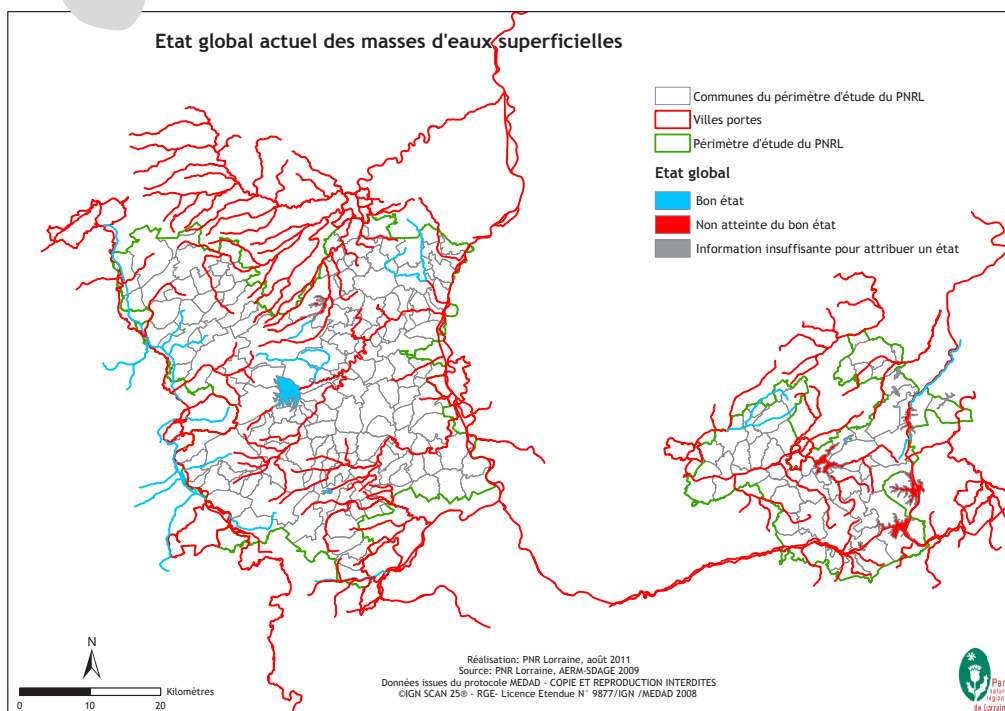 Etat global actuel des masses d'eaux superficielles
Communes du périmètre d'étude du PNRL
Villes portes
Périmètre d'étude du PNRL
Etat global
Bon état
Non atteinte du bon état
Information insuffisante pour attribuer un état
N
Kilomètres
0 10 20
Réalisation: PNR Lorraine, août 2011
Source: PNR Lorraine, AERM-SDAGE 2009
Données issues du protocole MEDAD - COPIE ET REPRODUCTION INTERDITES
©IGN SCAN 25® - RGE- Licence Etendue N° 9877/IGN /MEDAD 2008
Par
natur
région
de Lorrain